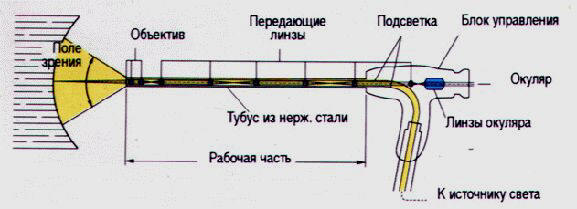 Поле
зрения
Объектив
Передающие
линзы
Подсветка
Блок управления
Окуляр
Линзы окуляра
Тубус из нерж. стали
Рабочая часть
К источнику света